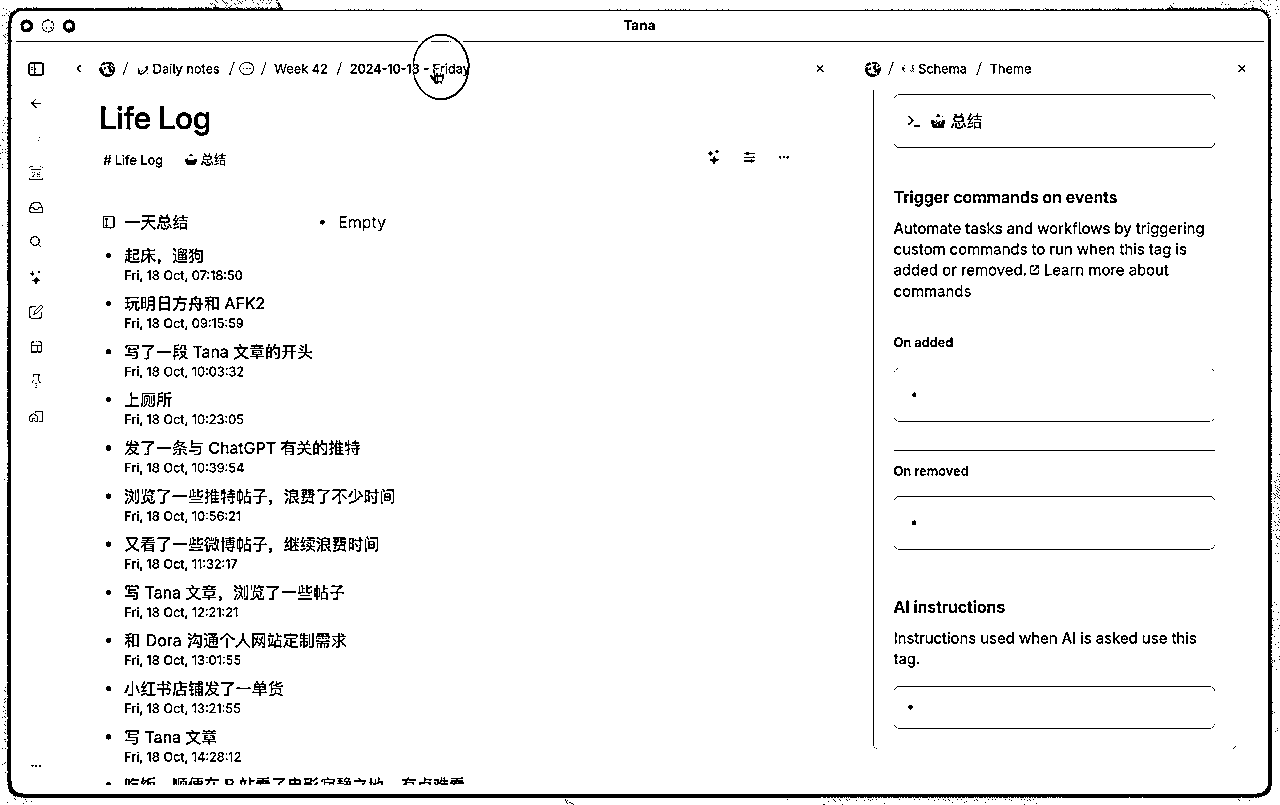 Tana
/ Daily notes / / Week 42 / 2024-10-18 - Friday
Life Log
# Life Log 总结
一天总结 • Empty
• 起床，遛狗
Fri, 18 Oct, 07:18:50
• 玩明日方舟和 AFK2
Fri, 18 Oct, 09:15:59
• 写了一段 Tana 文章的开头
Fri, 18 Oct, 10:03:32
• 上厕所
Fri, 18 Oct, 10:23:05
• 发了一条与 ChatGPT 有关的推特
Fri, 18 Oct, 10:39:54
• 浏览了一些推特帖子，浪费了不少时间
Fri, 18 Oct, 10:56:21
• 又看了一些微博帖子，继续浪费时间
Fri, 18 Oct, 11:32:17
• 写 Tana 文章，浏览了一些帖子
Fri, 18 Oct, 12:21:21
• 和 Dora 沟通个人网站定制需求
Fri, 18 Oct, 13:01:55
• 小红书店铺发了一单货
Fri, 18 Oct, 13:21:55
• 写 Tana 文章
Fri, 18 Oct, 14:28:12
/ Schema / Theme
>_ 总结
Trigger commands on events
Automate tasks and workflows by triggering
custom commands to run when this tag is
added or removed. Learn more about
commands
On added
On removed
AI instructions
Instructions used when AI is asked use this
tag.